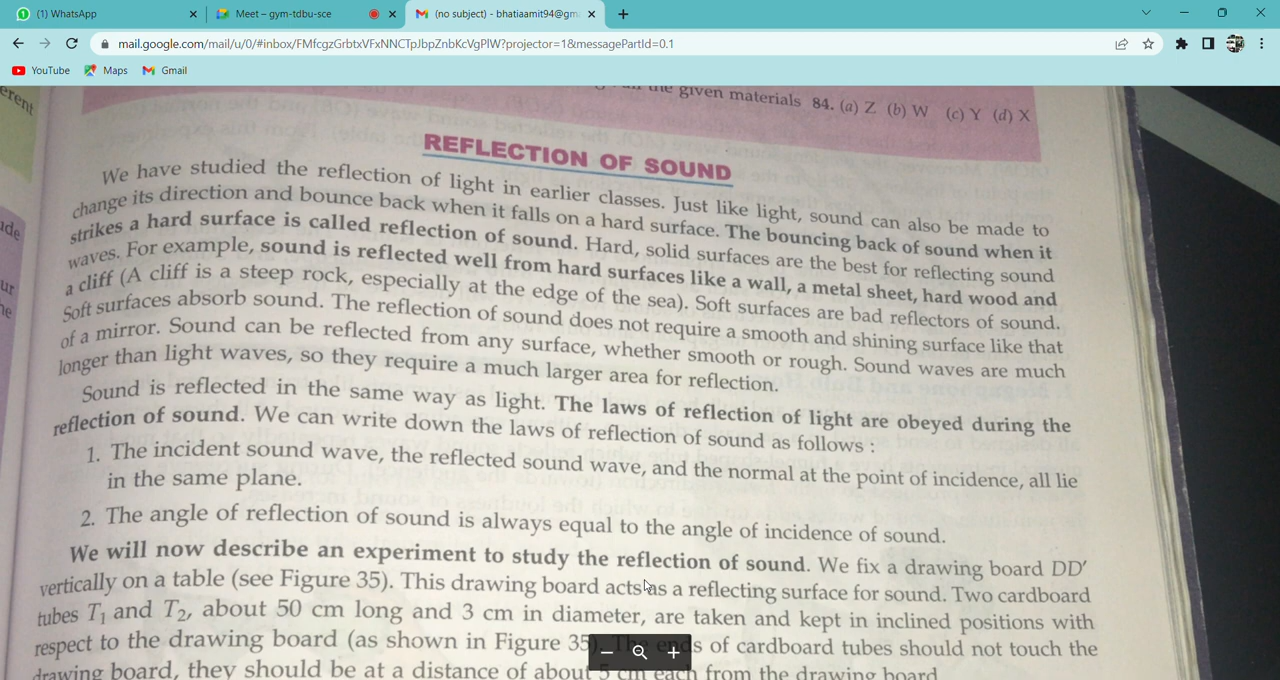 (1) WhatsApp
Meet – gym-tdbu-sce
(no subject) - bhatiaamit94@gm
mail.google.com/mail/u/0/#inbox/FMfcgzGrbtxVFxNNCTpJbpZnbKcVgPlW?projector=1&messagePartId=0.1
YouTube Maps Gmail
erent
ur
the given materials 84. (a) Z (b) W (c) Y (d) X
REFLECTION OF SOUND
We have studied the reflection of light in earlier classes. Just like light, sound can also be made to
change its direction and bounce back when it falls on a hard surface. The bouncing back of sound when it
strikes a hard surface is called reflection of sound. Hard, solid surfaces are the best for reflecting sound
waves. For example, sound is reflected well from hard surfaces like a wall, a metal sheet, hard wood and
a cliff (A cliff is a steep rock, especially at the edge of the sea). Soft surfaces are bad reflectors of sound.
Soft surfaces absorb sound. The reflection of sound does not require a smooth and shining surface like that
of a mirror. Sound can be reflected from any surface, whether smooth or rough. Sound waves are much
longer than light waves, so they require a much larger area for reflection.
Sound is reflected in the same way as light. The laws of reflection of light are obeyed during the
reflection of sound. We can write down the laws of reflection of sound as follows :
1. The incident sound wave, the reflected sound wave, and the normal at the point of incidence, all lie
in the same plane.
2. The angle of reflection of sound is always equal to the angle of incidence of sound.
We will now describe an experiment to study the reflection of sound. We fix a drawing board DD′
vertically on a table (see Figure 35). This drawing board acts as a reflecting surface for sound. Two cardboard
tubes T₁ and T₂, about 50 cm long and 3 cm in diameter, are taken and kept in inclined positions with
respect to the drawing board (as shown in Figure 35). The ends of cardboard tubes should not touch the
drawing board, they should be at a distance of about 5 cm each from the drawing board